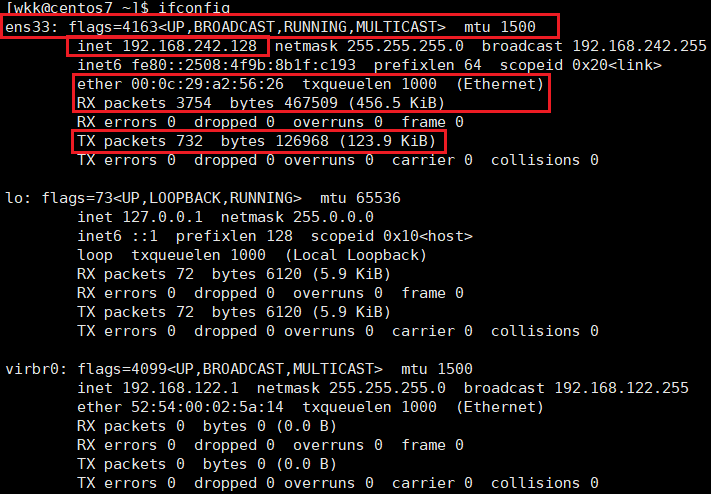 [wkk@centos7 ~]$ ifconfig
ens33: flags=4163<UP,BROADCAST,RUNNING,MULTICAST>  mtu 1500
        inet 192.168.242.128  netmask 255.255.255.0  broadcast 192.168.242.255
        inet6 fe80::2508:4f9b:8b1f:c193  prefixlen 64  scopeid 0x20<link>
        ether 00:0c:29:a2:56:26  txqueuelen 1000  (Ethernet)
        RX packets 3754  bytes 467509 (456.5 KiB)
        RX errors 0  dropped 0  overruns 0  frame 0
        TX packets 732  bytes 126968 (123.9 KiB)
        TX errors 0  dropped 0 overruns 0  carrier 0  collisions 0

lo: flags=73<UP,LOOPBACK,RUNNING>  mtu 65536
        inet 127.0.0.1  netmask 255.0.0.0
        inet6 ::1  prefixlen 128  scopeid 0x10<host>
        loop  txqueuelen 1000  (Local Loopback)
        RX packets 72  bytes 6120 (5.9 KiB)
        RX errors 0  dropped 0  overruns 0  frame 0
        TX packets 72  bytes 6120 (5.9 KiB)
        TX errors 0  dropped 0 overruns 0  carrier 0  collisions 0

virbr0: flags=4099<UP,BROADCAST,MULTICAST>  mtu 1500
        inet 192.168.122.1  netmask 255.255.255.0  broadcast 192.168.122.255
        ether 52:54:00:02:5a:14  txqueuelen 1000  (Ethernet)
        RX packets 0  bytes 0 (0.0 B)
        RX errors 0  dropped 0  overruns 0  frame 0
        TX packets 0  bytes 0 (0.0 B)
        TX errors 0  dropped 0 overruns 0  carrier 0  collisions 0